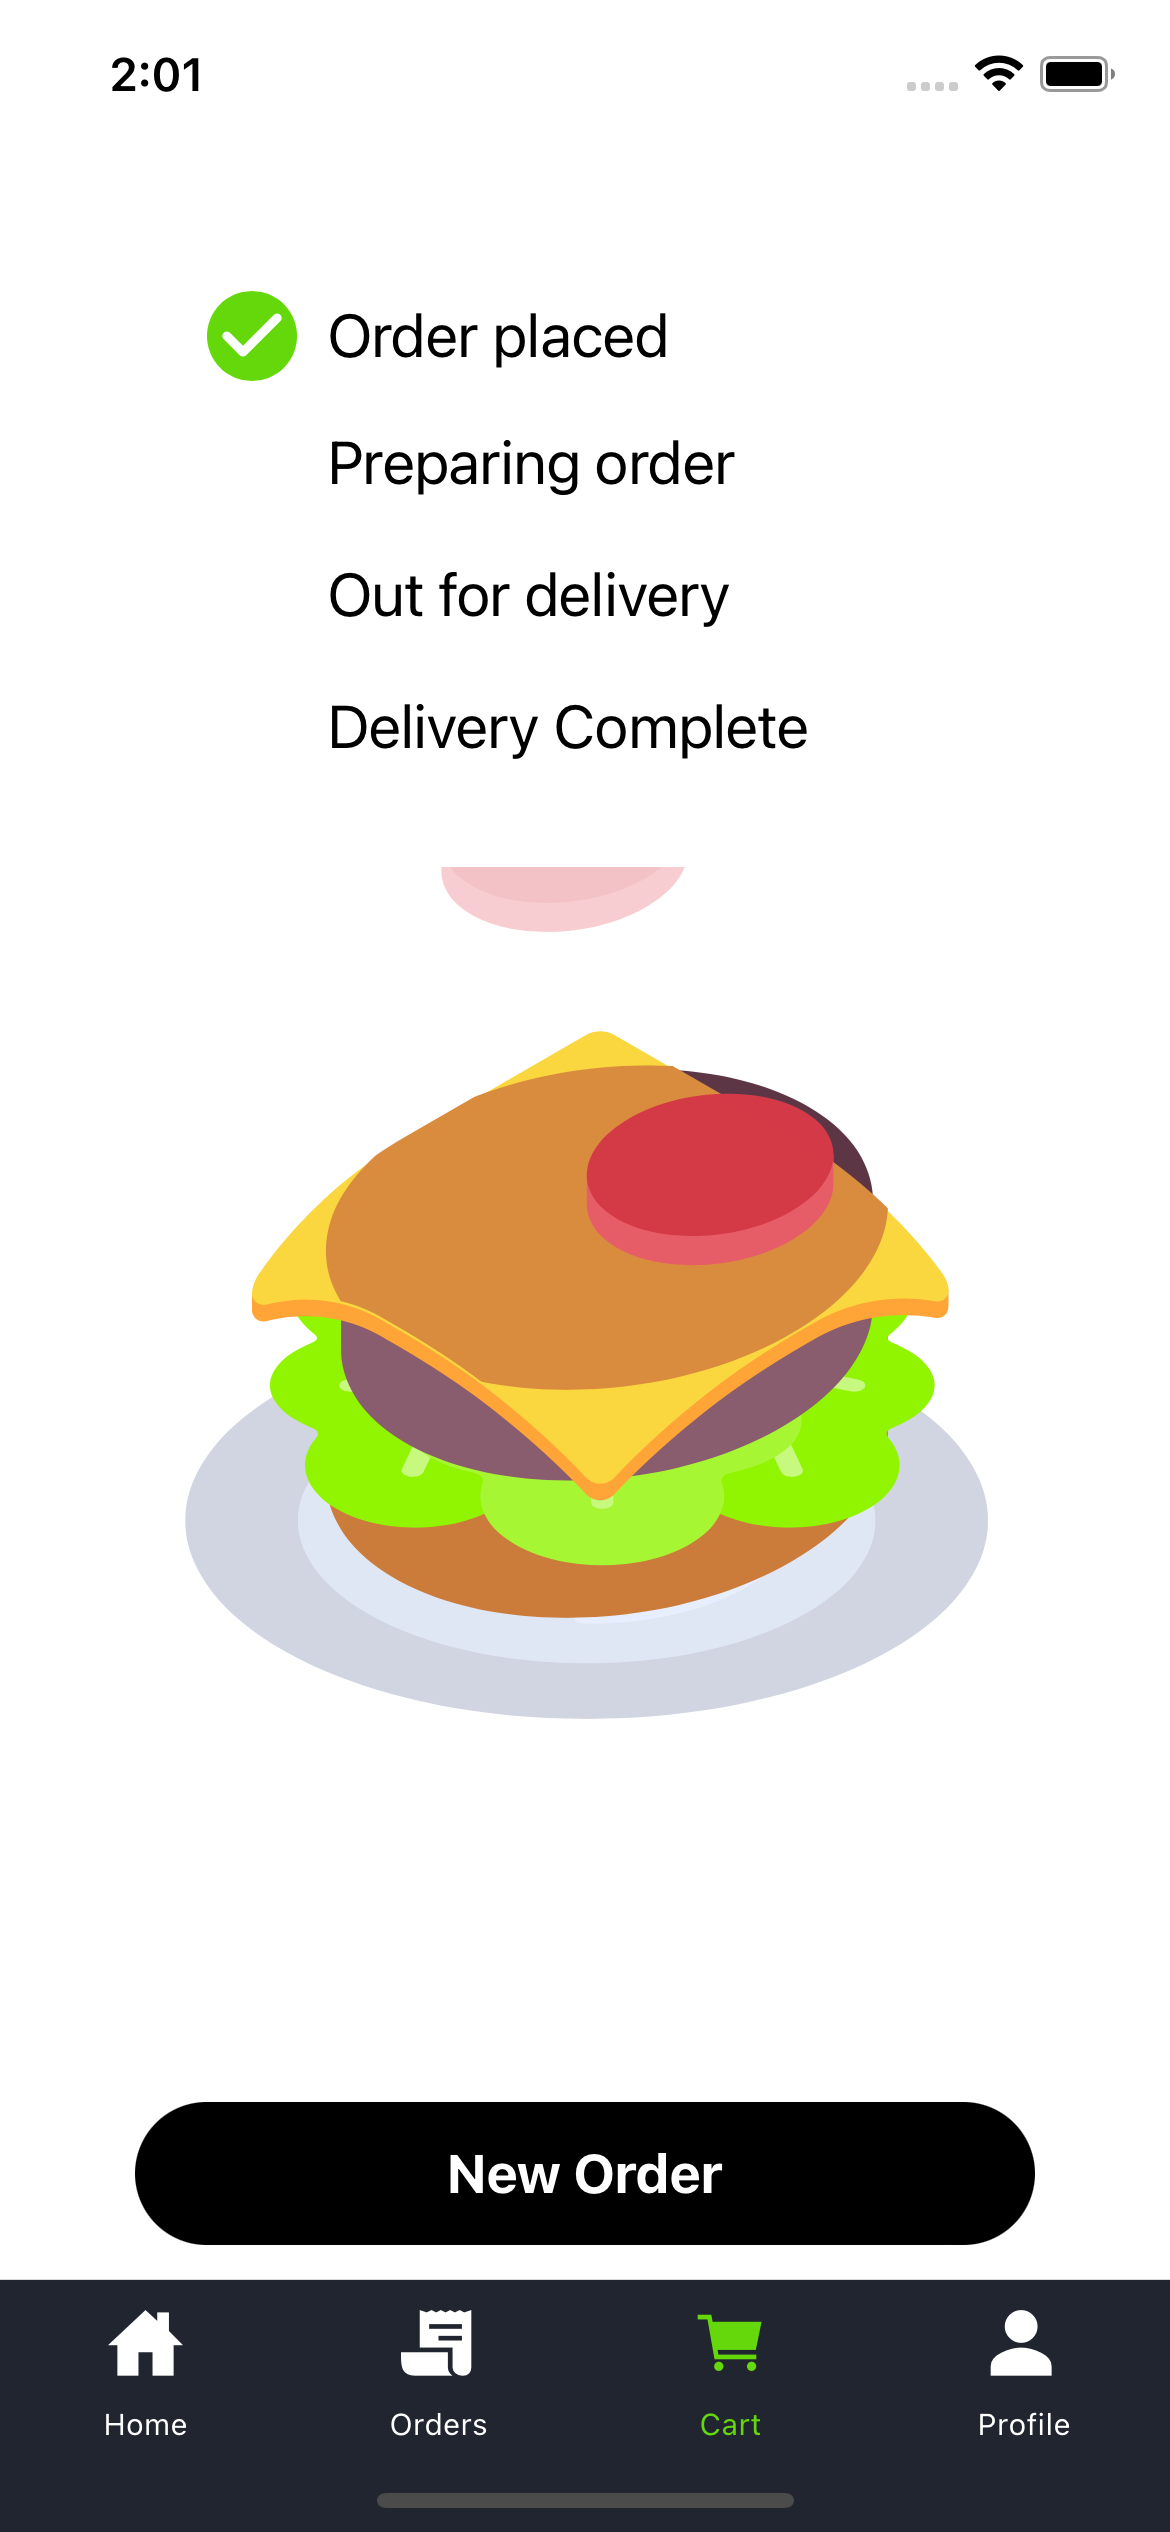 2:01
Order placed
Preparing order
Out for delivery
Delivery Complete
New Order
Home
Orders
Cart
Profile